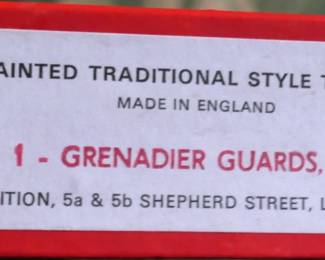 AINTED TRADITIONAL STYLE T
MADE IN ENGLAND
1 - GRENADIER GUARDS,
ITION, 5a & 5b SHEPHERD STREET, L